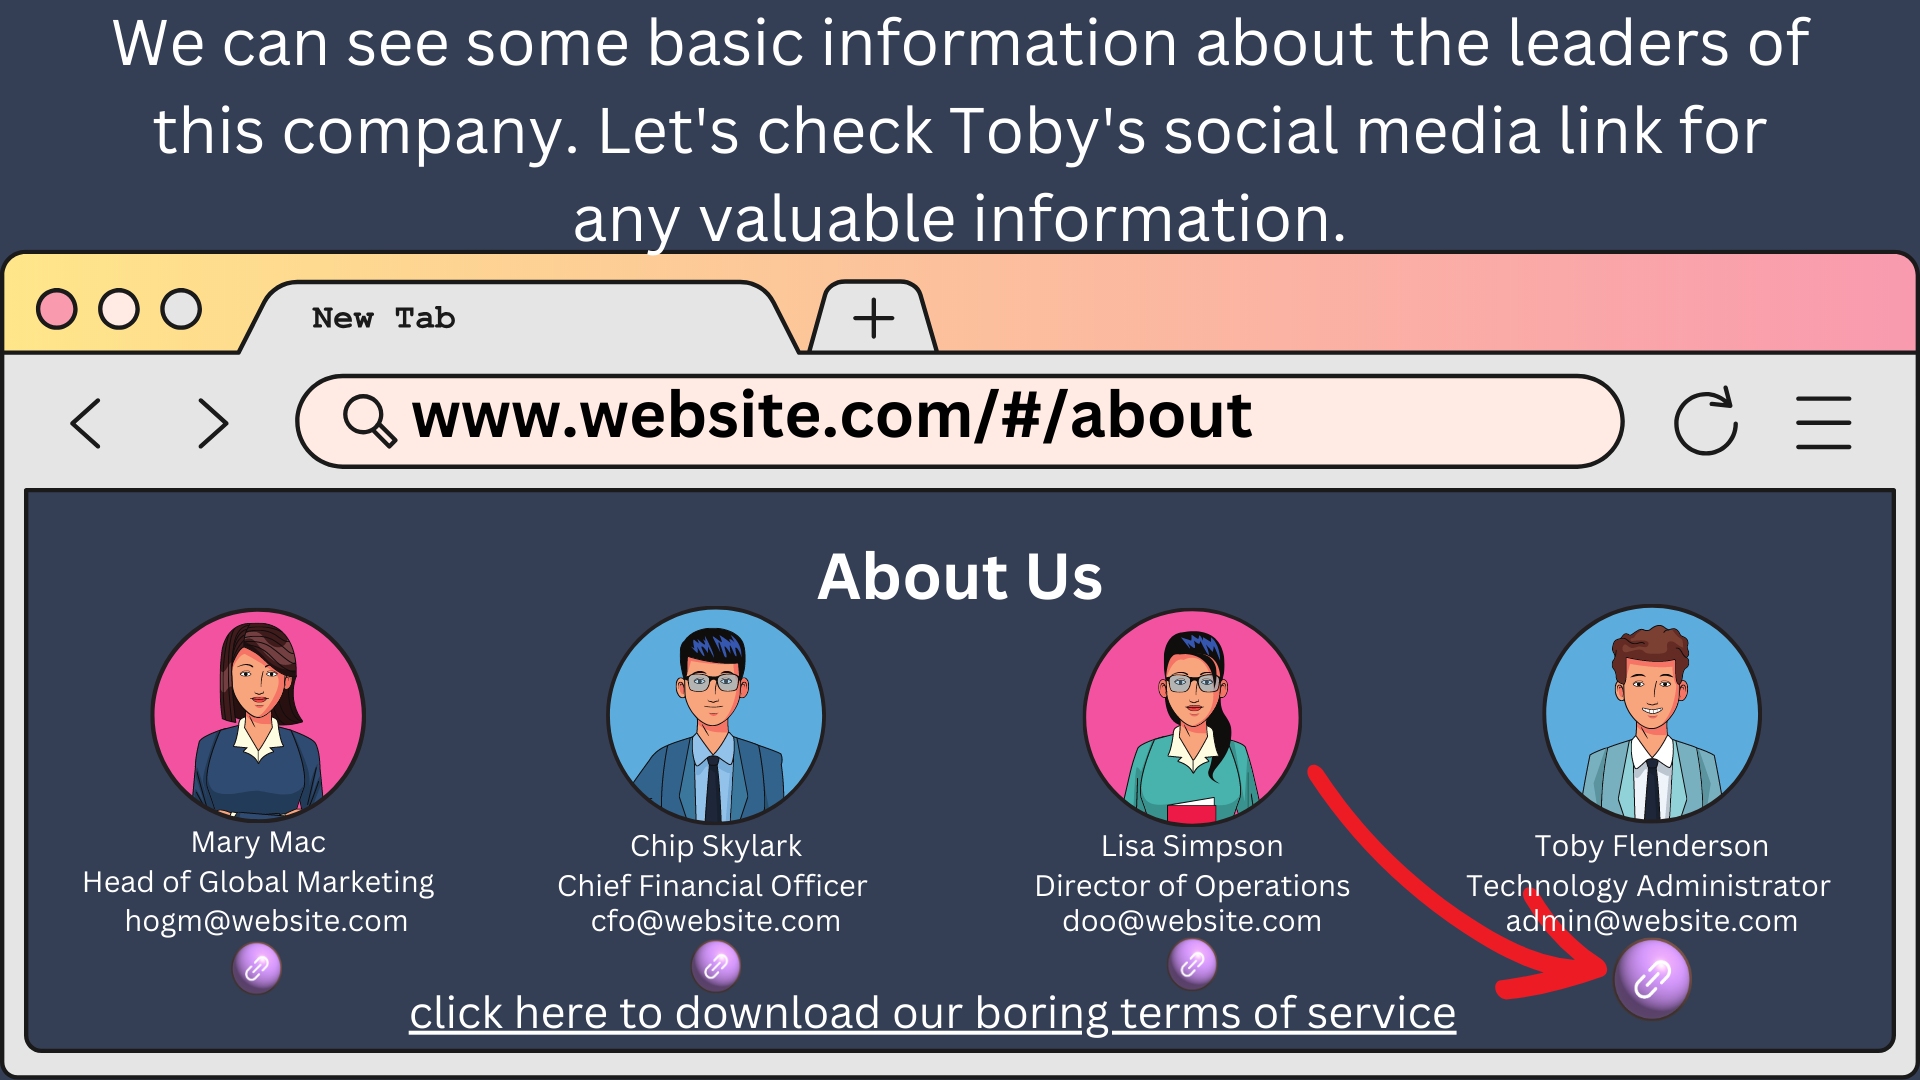 We can see some basic information about the leaders of
this company. Let's check Toby's social media link for
any valuable information.
New Tab
www.website.com/#/about
About Us
Mary Mac
Head of Global Marketing
hogm@website.com
Chip Skylark
Chief Financial Officer
cfo@website.com
Lisa Simpson
Director of Operations
doo@website.com
Toby Flenderson
Technology Administrator
admin@website.com
click here to download our boring terms of service